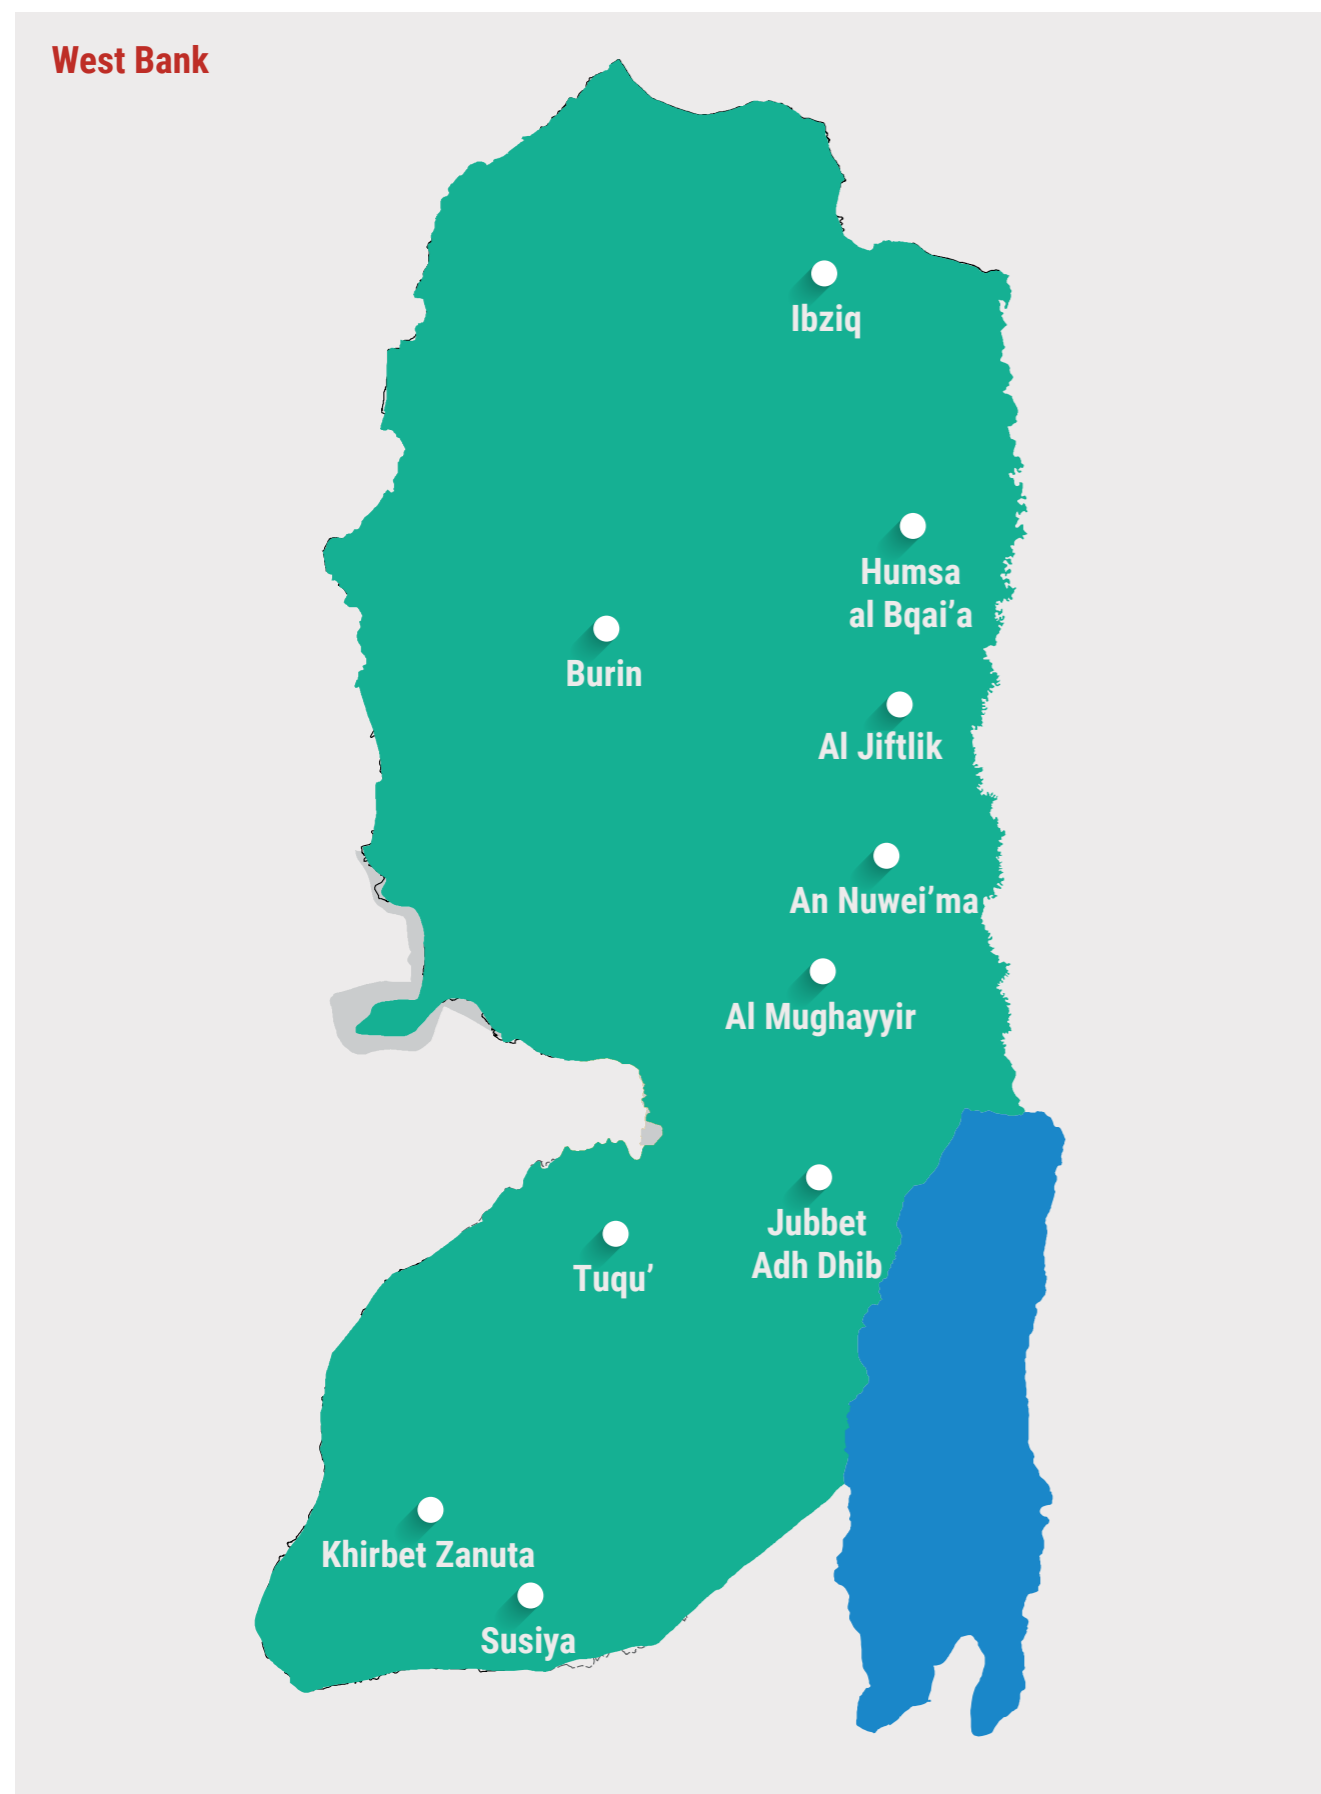 West Bank
Ibziq
Humsa
al Bqai’a
Burin
Al Jiftlik
An Nuwei’ma
Al Mughayyir
Jubbet
Adh Dhib
Tuqu’
Khirbet Zanuta
Susiya